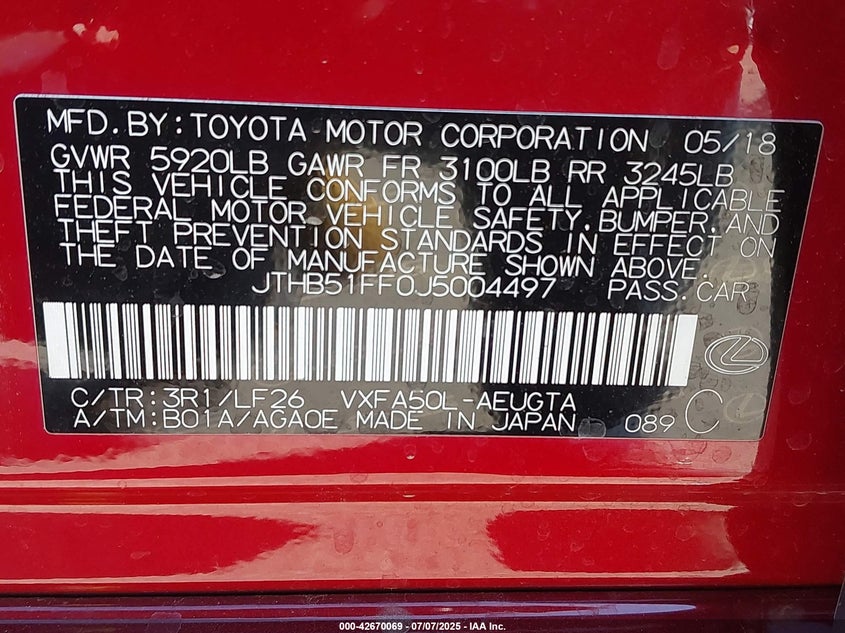 MFD.BY:TOYOTA MOTOR CORPORATION 05/18
GVWR 5920LB GAWR FR 3100LB RR 3245LB
THIS VEHICLE CONFORMS TO ALL APPLICABLE
FEDERAL MOTOR VEHICLE SAFETY,BUMPER,AND
THEFT PREVENTION STANDARDS IN EFFECT ON
THE DATE OF MANUFACTURE SHOWN ABOVE.
JTHB51FF0J5004497 PASS.CAR
C/TR:3R1/LF26 VXFA50L-AEUGTA
A/TM:B01A/AGA0E MADE IN JAPAN 089 C
000-42670069 - 07/07/2025 - IAA Inc.